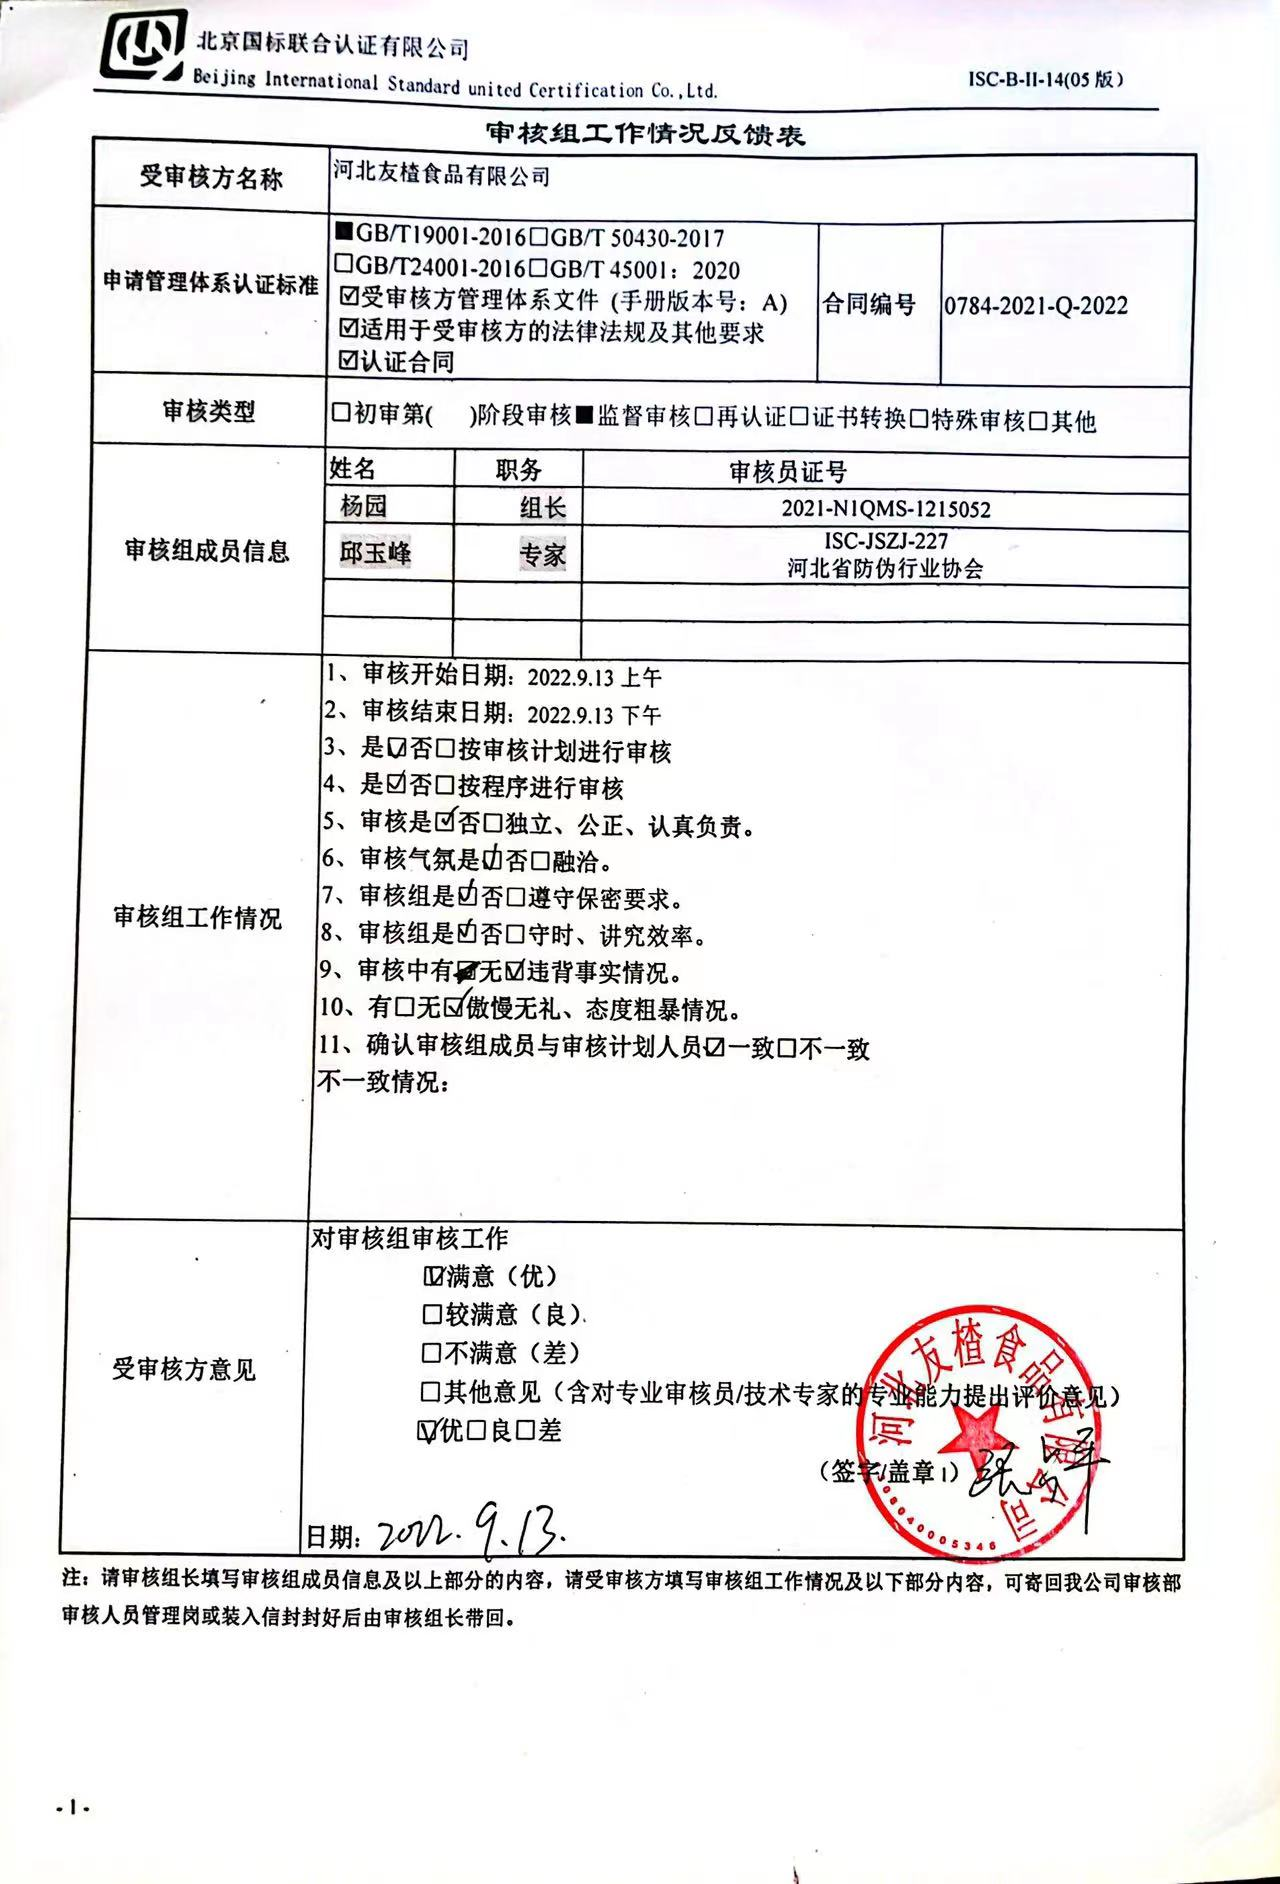 北京国标联合认证有限公司
Beijing International Standard united Certification Co.,Ltd.
ISC-B-II-14(05 版)
审核组工作情况反馈表
受审核方名称
河北友楂食品有限公司
申请管理体系认证标准
■GB/T19001-2016□GB/T 50430-2017
□GB/T24001-2016□GB/T 45001：2020
☑受审核方管理体系文件 (手册版本号：A)
☑适用于受审核方的法律法规及其他要求
☑认证合同
合同编号
0784-2021-Q-2022
审核类型
□初审第( )阶段审核■监督审核□再认证□证书转换□特殊审核□其他
审核组成员信息
姓名 职务 审核员证号
杨园 组长 2021-N1QMS-1215052
邱玉峰 专家 ISC-JSZJ-227
河北省防伪行业协会
审核组工作情况
1、审核开始日期：2022.9.13 上午
2、审核结束日期：2022.9.13 下午
3、是☑否□按审核计划进行审核
4、是☑否□按程序进行审核
5、审核是☑否□独立、公正、认真负责。
6、审核气氛是☑否□融洽。
7、审核组是☑否□遵守保密要求。
8、审核组是☑否□守时、讲究效率。
9、审核中有☑无☑违背事实情况。
10、有□无☑傲慢无礼、态度粗暴情况。
11、确认审核组成员与审核计划人员☑一致□不一致
不一致情况：
受审核方意见
对审核组审核工作
☑满意（优）
□较满意（良）
□不满意（差）
□其他意见（含对专业审核员/技术专家的专业能力提出评价意见）
☑优□良□差
（签字/盖章）
河北友楂食品有限公司
日期：2022.9.13.
注：请审核组长填写审核组成员信息及以上部分的内容，请受审核方填写审核组工作情况及以下部分内容，可寄回我公司审核部
审核人员管理岗或装入信封封好后由审核组长带回。
- 1 -